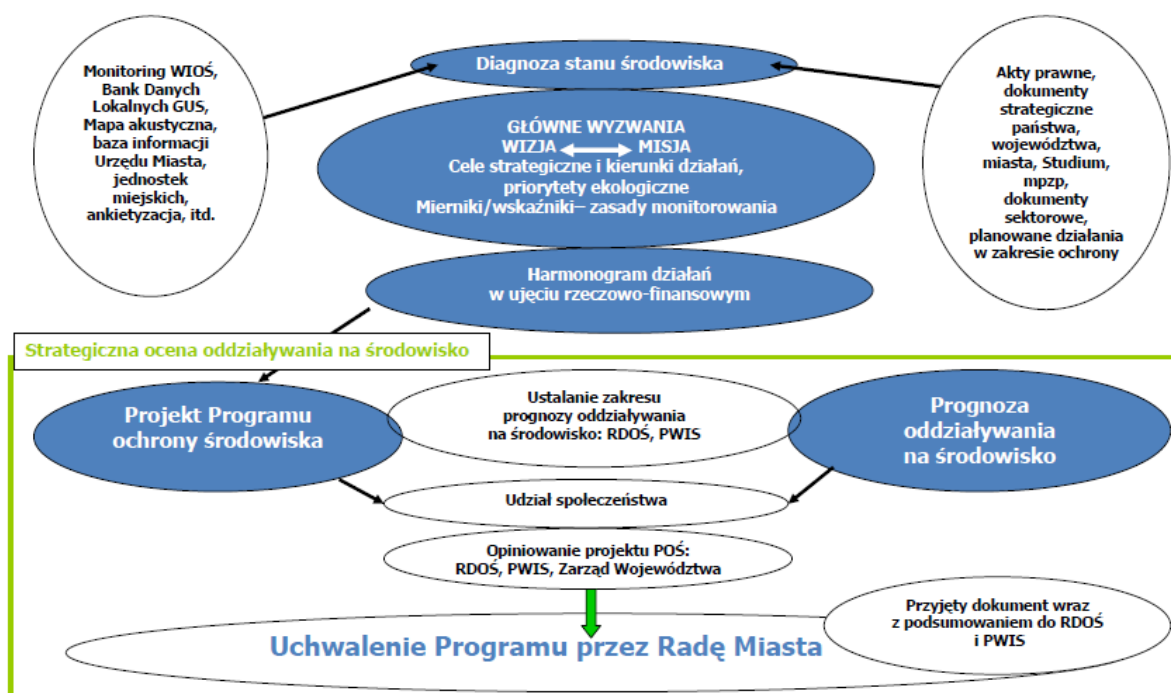 Monitoring WIOŚ,
Bank Danych
Lokalnych GUS,
Mapa akustyczna,
baza informacji
Urzędu Miasta,
jednostek
miejskich,
ankietyzacja, itd.
Diagnoza stanu środowiska
Akty prawne,
dokumenty
strategiczne
państwa,
województwa,
miasta, Studium,
mpzp,
dokumenty
sektorowe,
planowane działania
w zakresie ochrony
GŁÓWNE WYZWANIA
WIZJA MISJA
Cele strategiczne i kierunki działań,
priorytety ekologiczne
Mierniki/wskaźniki– zasady monitorowania
Harmonogram działań
w ujęciu rzeczowo-finansowym
Strategiczna ocena oddziaływania na środowisko
Projekt Programu
ochrony środowiska
Ustalanie zakresu
prognozy oddziaływania
na środowisko: RDOŚ, PWIS
Prognoza
oddziaływania
na środowisko
Udział społeczeństwa
Opiniowanie projektu POŚ:
RDOŚ, PWIS, Zarząd Województwa
Przyjęty dokument wraz
z podsumowaniem do RDOŚ
i PWIS
Uchwalenie Programu przez Radę Miasta